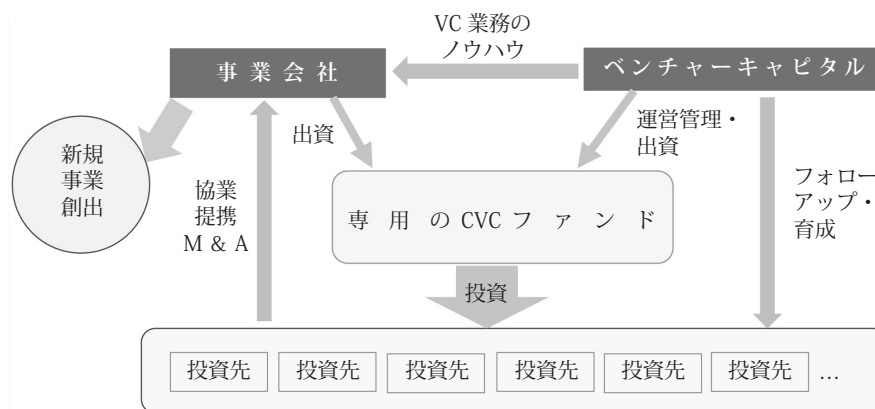 VC 業務の
ノウハウ
事業会社
ベンチャーキャピタル
出資
運営管理・
出資
新規
事業
創出
協業
提携
M & A
専用の CVC ファンド
フォロー
アップ・
育成
投資
投資先 投資先 投資先 投資先 投資先 投資先 …